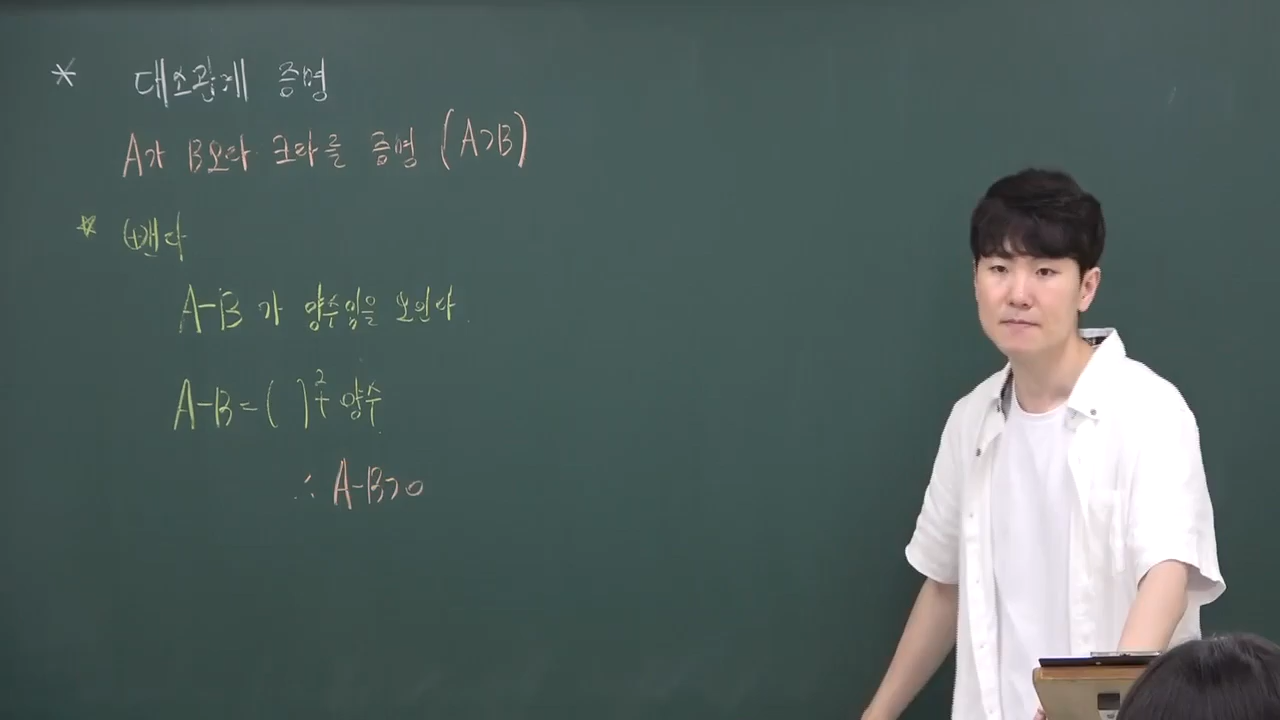 * 대소관계 증명
A가 B보다 크다를 증명 (A>B)
☆ (1) 뺀다
A-B 가 양수임을 보인다.
A-B=( )² + 양수
∴ A-B>0